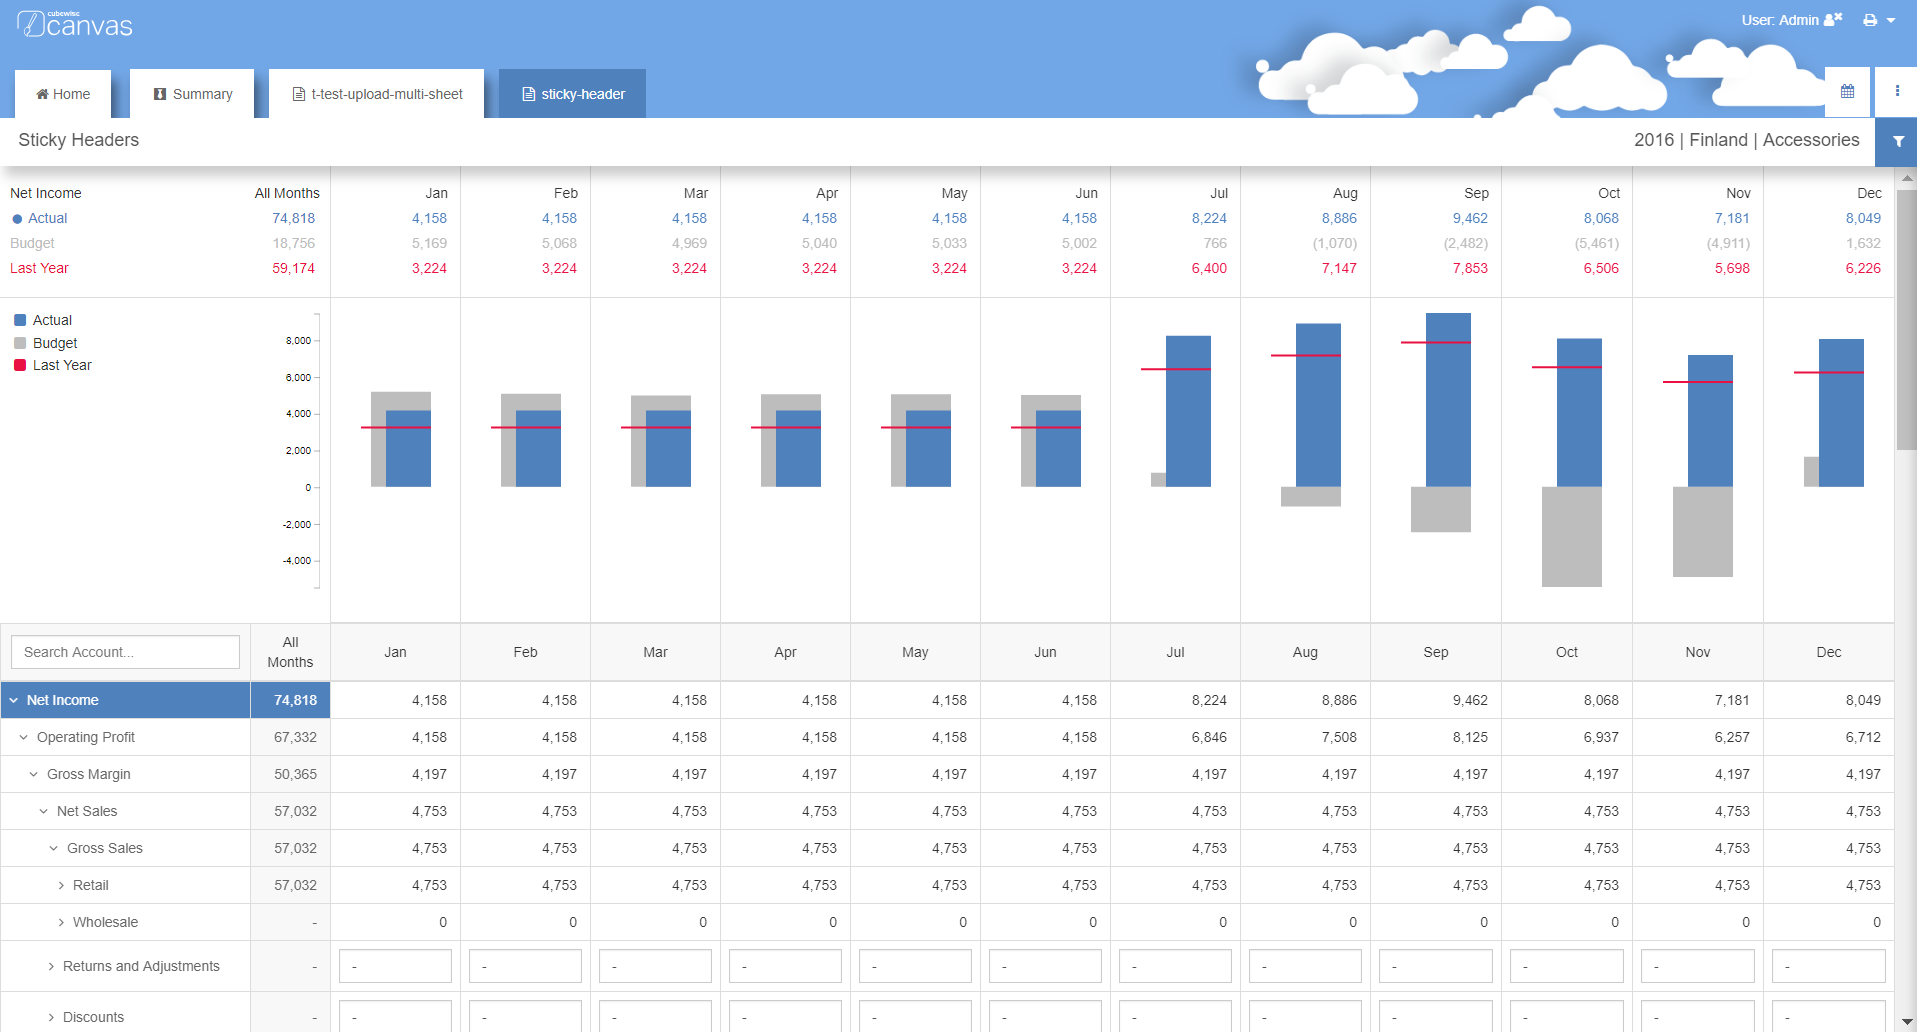 cubewise
canvas
User: Admin
Home
Summary
t-test-upload-multi-sheet
sticky-header
Sticky Headers
2016 | Finland | Accessories
Net Income All Months Jan Feb Mar Apr May Jun Jul Aug Sep Oct Nov Dec
Actual 74,818 4,158 4,158 4,158 4,158 4,158 4,158 8,224 8,886 9,462 8,068 7,181 8,049
Budget 18,756 5,169 5,068 4,969 5,040 5,033 5,002 766 (1,070) (2,482) (5,461) (4,911) 1,632
Last Year 59,174 3,224 3,224 3,224 3,224 3,224 3,224 6,400 7,147 7,853 6,506 5,698 6,226
Actual
Budget
Last Year
8,000
6,000
4,000
2,000
0
-2,000
-4,000
Search Account... All Months Jan Feb Mar Apr May Jun Jul Aug Sep Oct Nov Dec
Net Income 74,818 4,158 4,158 4,158 4,158 4,158 4,158 8,224 8,886 9,462 8,068 7,181 8,049
Operating Profit 67,332 4,158 4,158 4,158 4,158 4,158 4,158 6,846 7,508 8,125 6,937 6,257 6,712
Gross Margin 50,365 4,197 4,197 4,197 4,197 4,197 4,197 4,197 4,197 4,197 4,197 4,197 4,197
Net Sales 57,032 4,753 4,753 4,753 4,753 4,753 4,753 4,753 4,753 4,753 4,753 4,753 4,753
Gross Sales 57,032 4,753 4,753 4,753 4,753 4,753 4,753 4,753 4,753 4,753 4,753 4,753 4,753
Retail 57,032 4,753 4,753 4,753 4,753 4,753 4,753 4,753 4,753 4,753 4,753 4,753 4,753
Wholesale - 0 0 0 0 0 0 0 0 0 0 0 0
Returns and Adjustments - - - - - - - - - - - - -
Discounts - - - - - - - - - - - - -